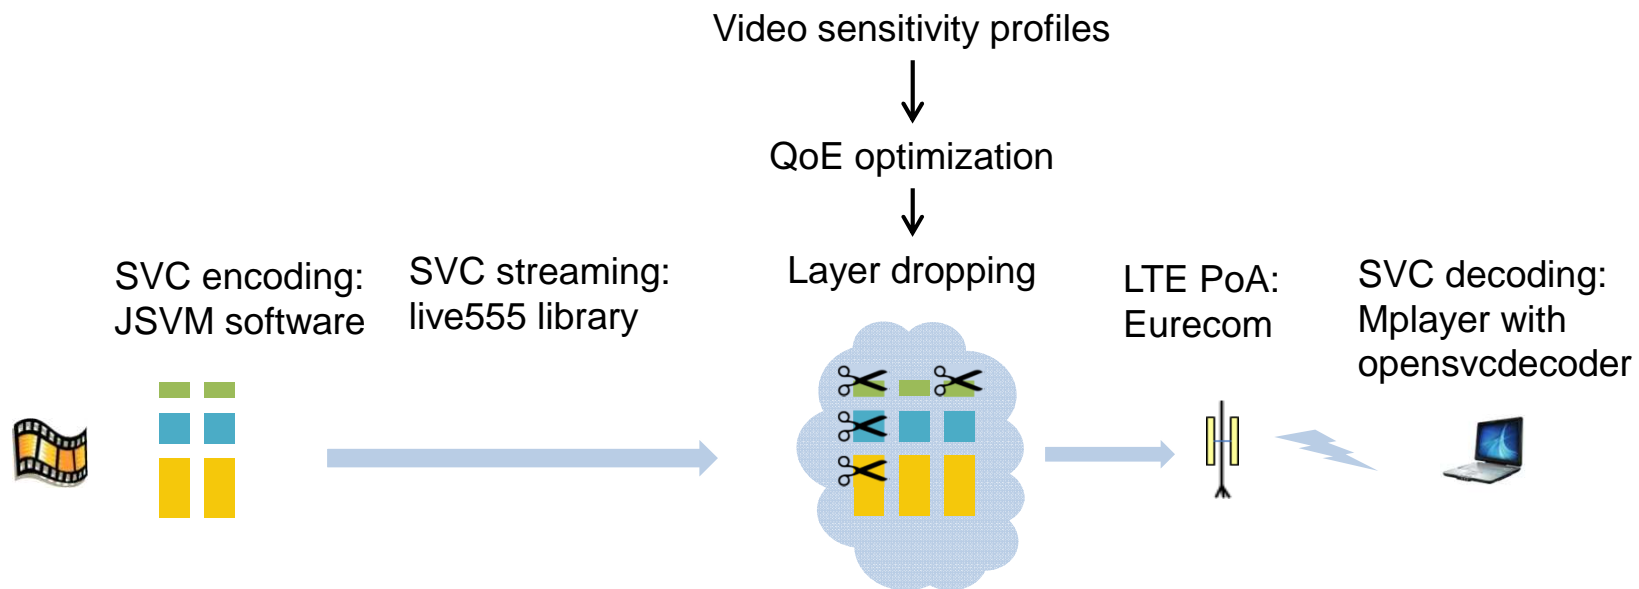 Video sensitivity profiles
QoE optimization
Layer dropping
SVC encoding:
JSVM software
SVC streaming:
live555 library
LTE PoA:
Eurecom
SVC decoding:
Mplayer with
opensvcdecoder